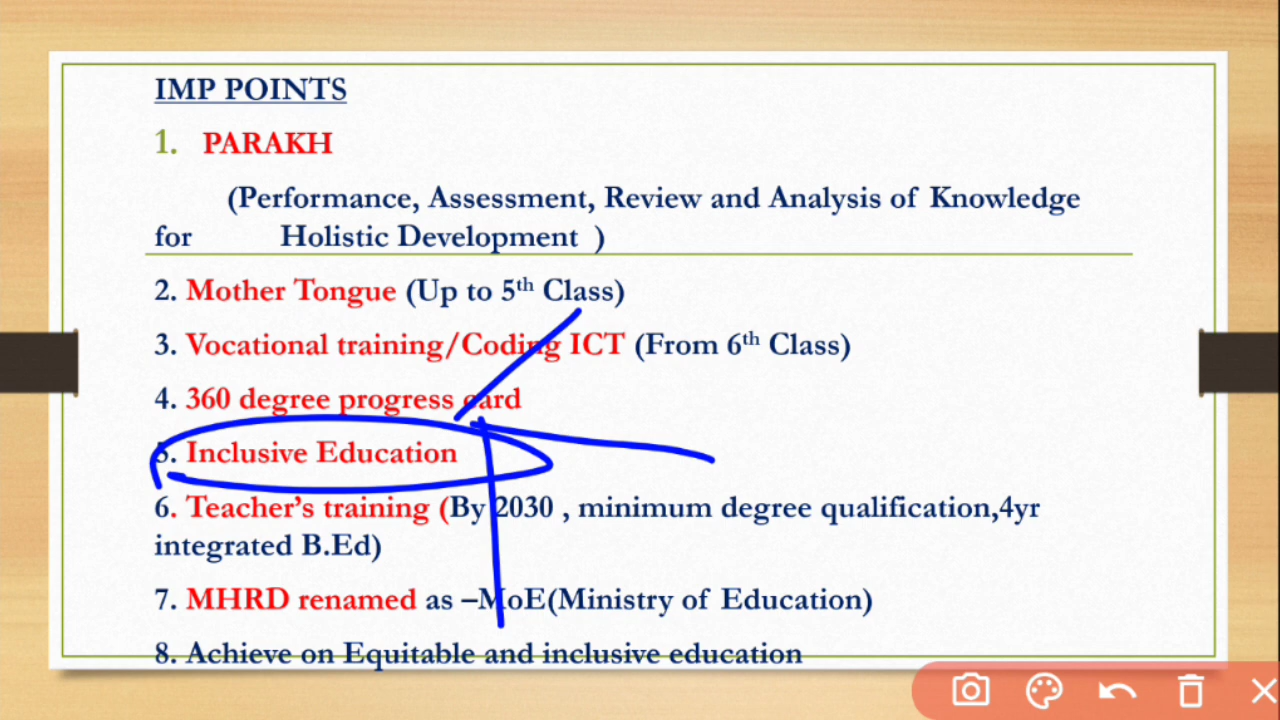 IMP POINTS
1. PARAKH
(Performance, Assessment, Review and Analysis of Knowledge
for Holistic Development )
2. Mother Tongue (Up to 5th Class)
3. Vocational training/Coding ICT (From 6th Class)
4. 360 degree progress card
5. Inclusive Education
6. Teacher's training (By 2030 , minimum degree qualification,4yr
integrated B.Ed)
7. MHRD renamed as –MoE(Ministry of Education)
8. Achieve on Equitable and inclusive education